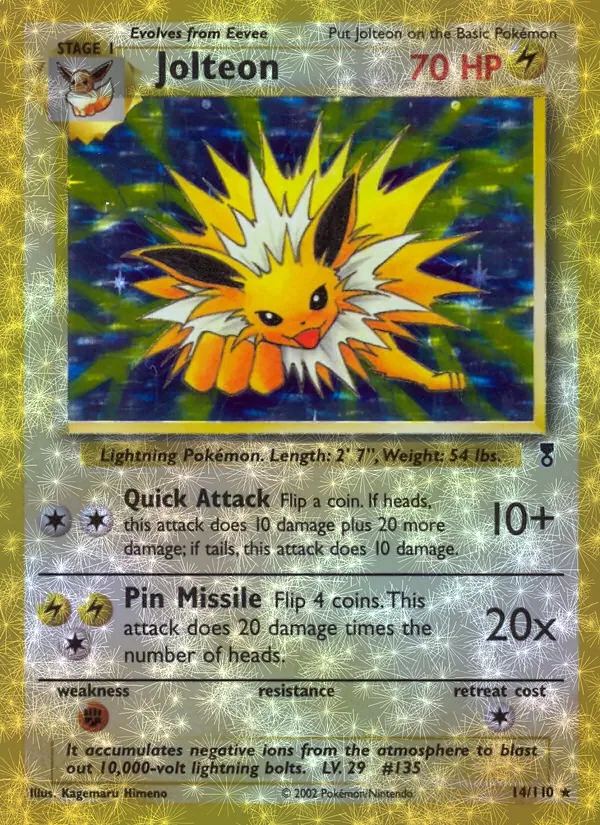 Evolves from Eevee Put Jolteon on the Basic Pokémon
STAGE 1
Jolteon 70 HP
Lightning Pokémon. Length: 2' 7", Weight: 54 lbs.
Quick Attack Flip a coin. If heads,
this attack does 10 damage plus 20 more
damage; if tails, this attack does 10 damage.
10+
Pin Missile Flip 4 coins. This
attack does 20 damage times the
number of heads.
20x
weakness resistance retreat cost
It accumulates negative ions from the atmosphere to blast
out 10,000-volt lightning bolts. LV. 29 #135
Illus. Kagemaru Himeno © 2002 Pokémon/Nintendo 14/110 ★